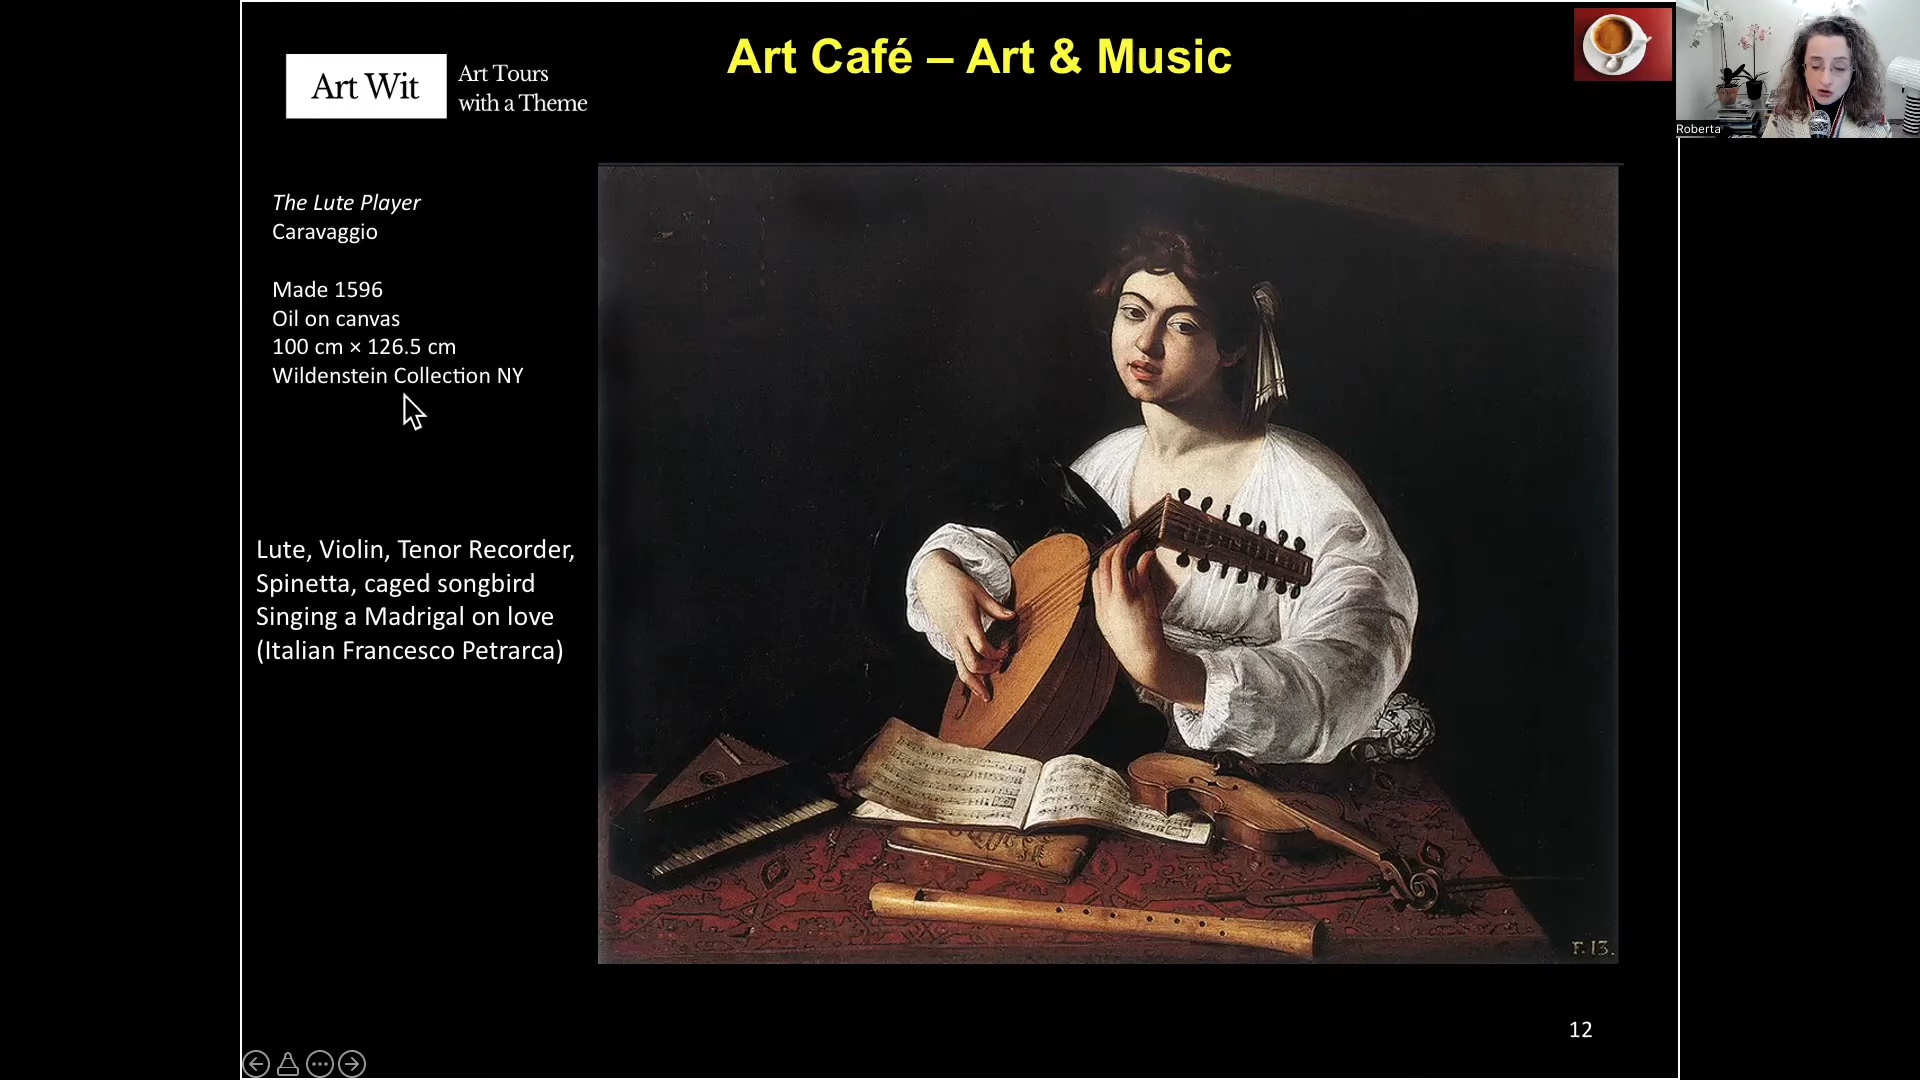 Art Café – Art & Music
Art Wit
Art Tours
with a Theme
Roberta
The Lute Player
Caravaggio
Made 1596
Oil on canvas
100 cm × 126.5 cm
Wildenstein Collection NY
Lute, Violin, Tenor Recorder,
Spinetta, caged songbird
Singing a Madrigal on love
(Italian Francesco Petrarca)
F. 13.
12